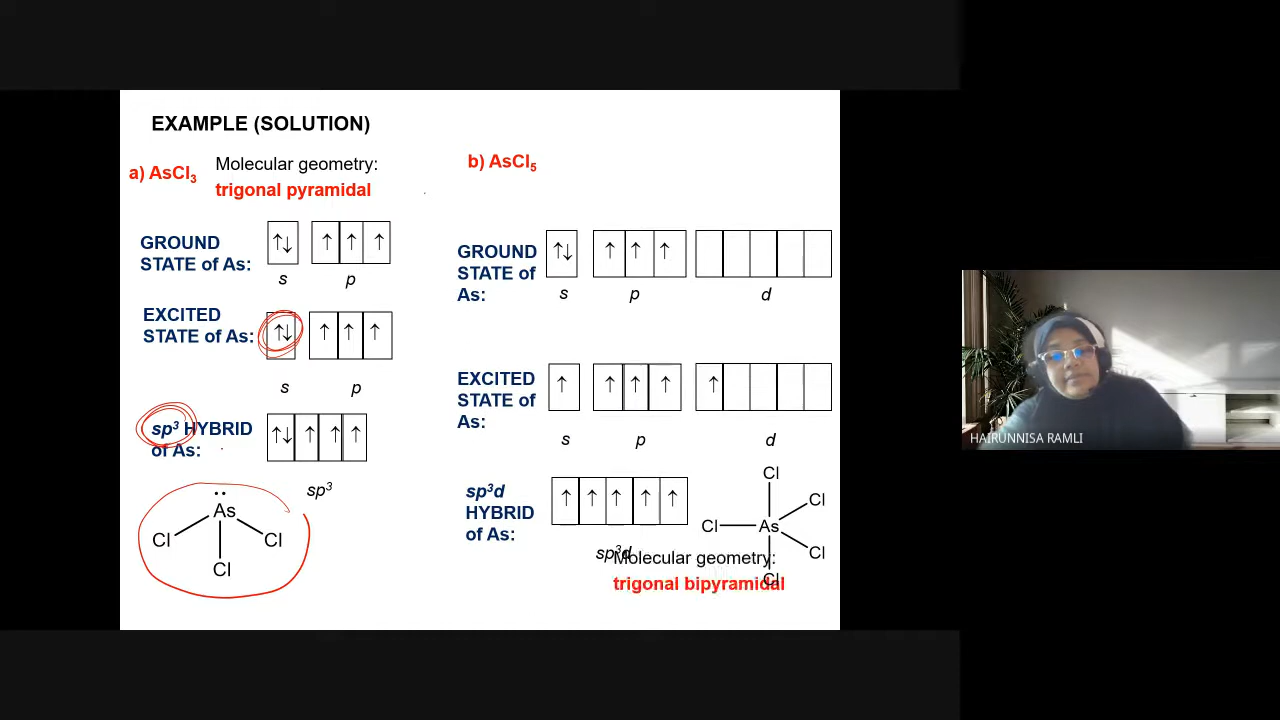 EXAMPLE (SOLUTION)
a) AsCl₃
Molecular geometry:
trigonal pyramidal
GROUND
STATE of As:
↑↓ ↑ ↑ ↑
s p
EXCITED
STATE of As:
↑↓ ↑ ↑ ↑
s p
sp³ HYBRID
of As:
↑↓ ↑ ↑ ↑
sp³
As
Cl Cl
Cl
b) AsCl₅
GROUND
STATE of
As:
↑↓ ↑ ↑ ↑
s p d
EXCITED
STATE of
As:
↑ ↑ ↑ ↑ ↑
s p d
sp³d
HYBRID
of As:
↑ ↑ ↑ ↑ ↑
sp³d
Cl
Cl
Cl As
Cl
Cl
Molecular geometry:
trigonal bipyramidal
HAIRUNNISA RAMLI